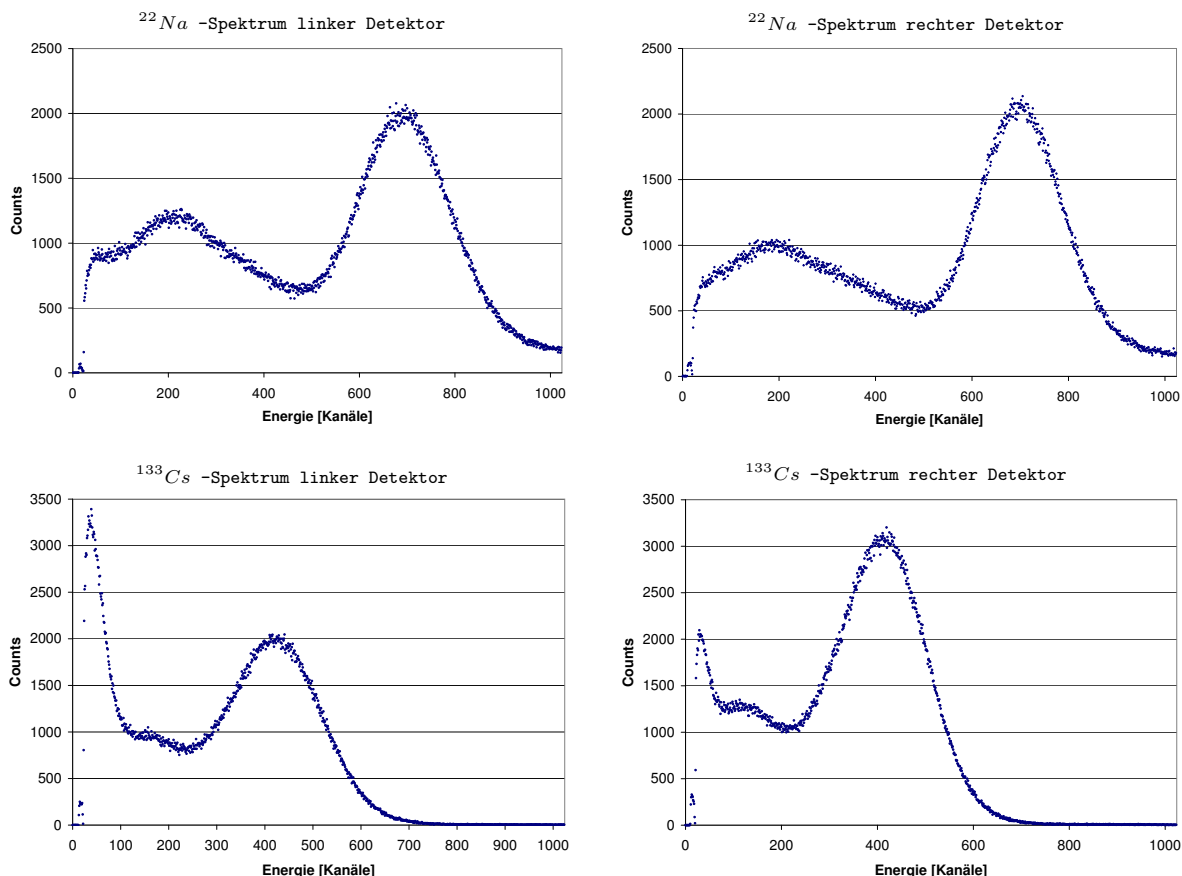 ²²Na -Spektrum linker Detektor
2500
2000
1500
1000
500
0
Counts
0 200 400 600 800 1000
Energie [Kanäle]
²²Na -Spektrum rechter Detektor
2500
2000
1500
1000
500
0
Counts
0 200 400 600 800 1000
Energie [Kanäle]
¹³³Cs -Spektrum linker Detektor
3500
3000
2500
2000
1500
1000
500
0
Counts
0 100 200 300 400 500 600 700 800 900 1000
Energie [Kanäle]
¹³³Cs -Spektrum rechter Detektor
3500
3000
2500
2000
1500
1000
500
0
Counts
0 200 400 600 800 1000
Energie [Kanäle]